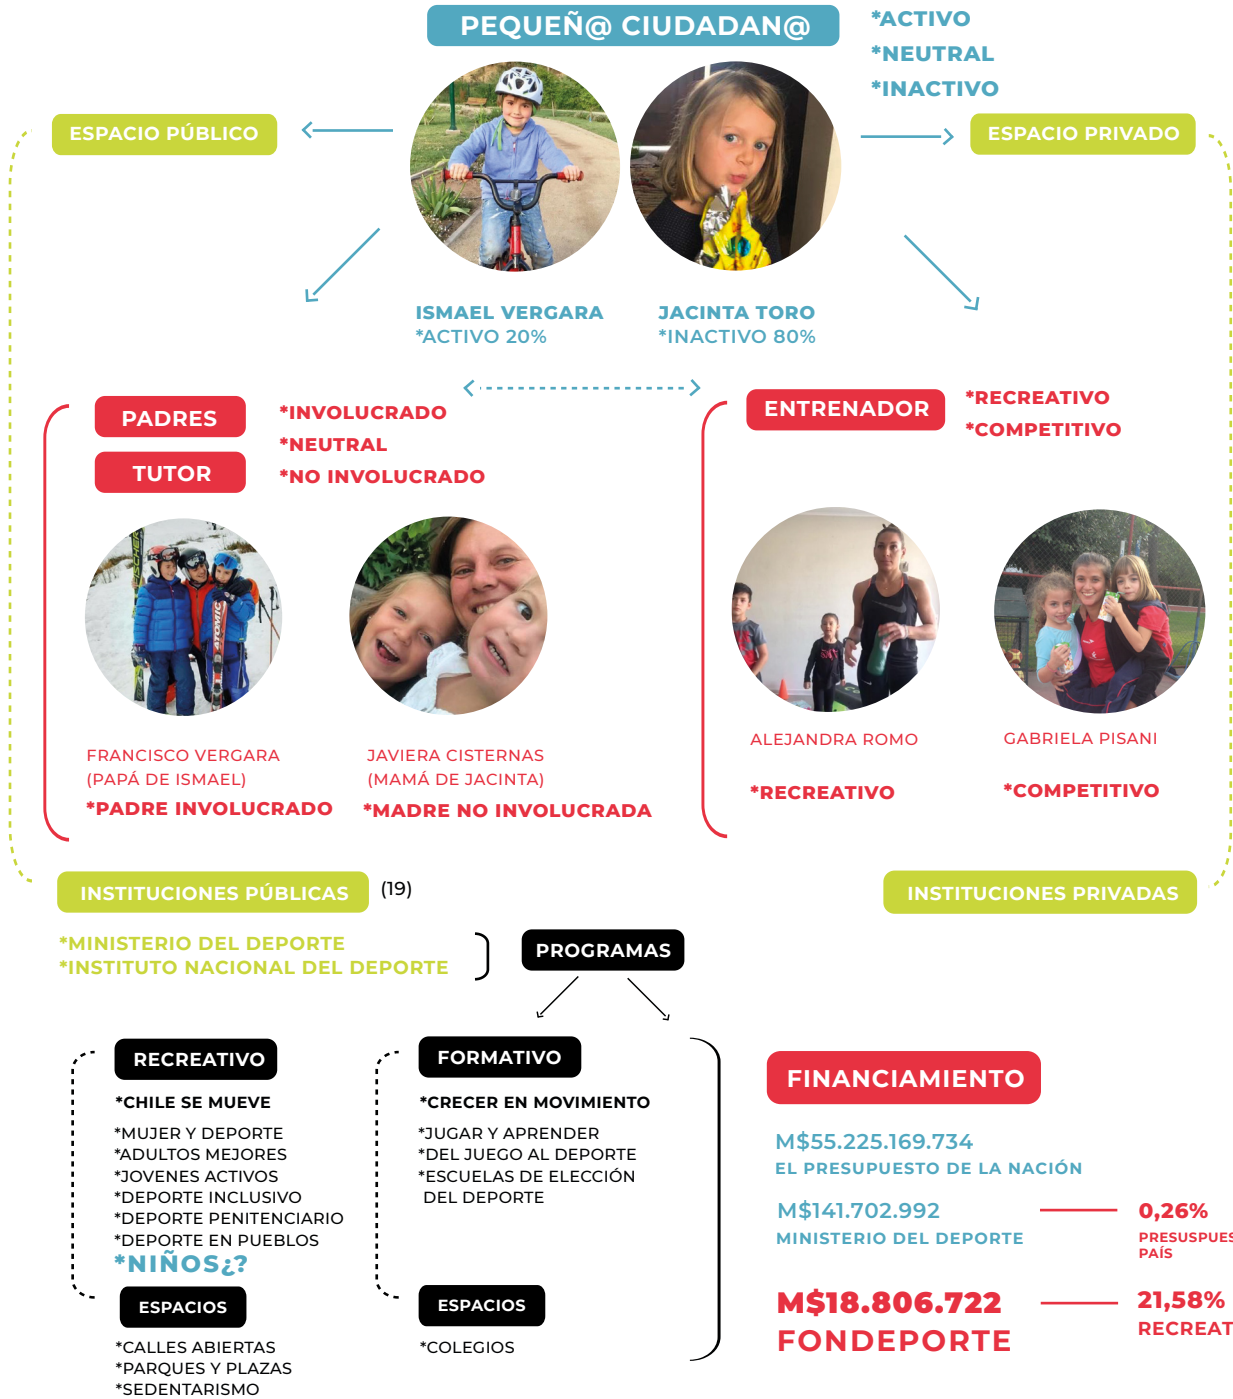 PEQUEÑ@ CIUDADAN@
*ACTIVO
*NEUTRAL
*INACTIVO
ESPACIO PÚBLICO
ESPACIO PRIVADO
ISMAEL VERGARA
*ACTIVO 20%
JACINTA TORO
*INACTIVO 80%
PADRES
TUTOR
*INVOLUCRADO
*NEUTRAL
*NO INVOLUCRADO
ENTRENADOR
*RECREATIVO
*COMPETITIVO
FISCHER
ATOMIC
FRANCISCO VERGARA
(PAPÁ DE ISMAEL)
*PADRE INVOLUCRADO
JAVIERA CISTERNAS
(MAMÁ DE JACINTA)
*MADRE NO INVOLUCRADA
ALEJANDRA ROMO
*RECREATIVO
GABRIELA PISANI
*COMPETITIVO
INSTITUCIONES PÚBLICAS (19)
INSTITUCIONES PRIVADAS
*MINISTERIO DEL DEPORTE
*INSTITUTO NACIONAL DEL DEPORTE
PROGRAMAS
RECREATIVO
*CHILE SE MUEVE
*MUJER Y DEPORTE
*ADULTOS MEJORES
*JOVENES ACTIVOS
*DEPORTE INCLUSIVO
*DEPORTE PENITENCIARIO
*DEPORTE EN PUEBLOS
*NIÑOS¿?
ESPACIOS
*CALLES ABIERTAS
*PARQUES Y PLAZAS
*SEDENTARISMO
FORMATIVO
*CRECER EN MOVIMIENTO
*JUGAR Y APRENDER
*DEL JUEGO AL DEPORTE
*ESCUELAS DE ELECCIÓN
DEL DEPORTE
ESPACIOS
*COLEGIOS
FINANCIAMIENTO
M$55.225.169.734
EL PRESUPUESTO DE LA NACIÓN
M$141.702.992
MINISTERIO DEL DEPORTE
0,26%
PRESUSPUES
PAÍS
M$18.806.722
FONDEPORTE
21,58%
RECREAT